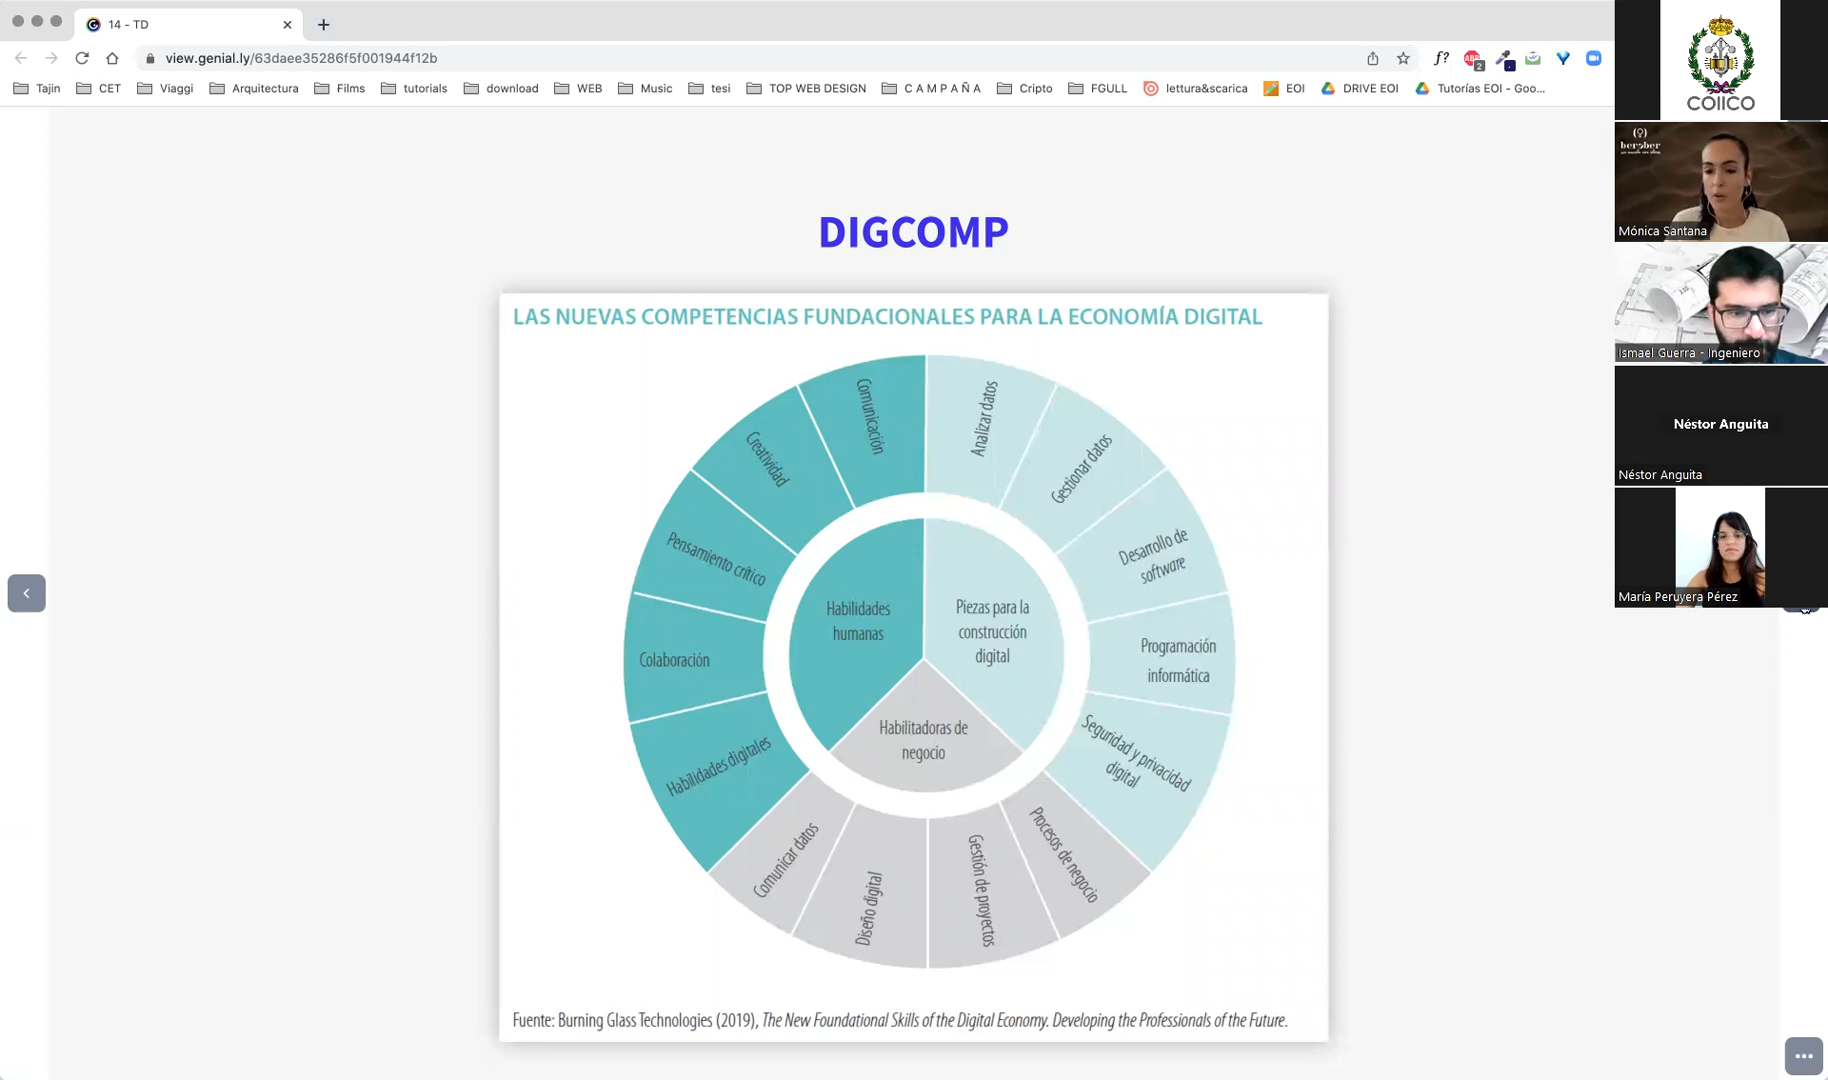 14 - TD
view.genial.ly/63daee35286f5f001944f12b
f?
2
Tajin
CET
Viaggi
Arquitectura
Films
tutorials
download
WEB
Music
tesi
TOP WEB DESIGN
C A M P A Ñ A
Cripto
FGULL
lettura&scarica
EOI
DRIVE EOI
Tutorías EOI - Goo...
COIICO
berober
Mónica Santana
Ismael Guerra - Ingeniero
Néstor Anguita
Néstor Anguita
María Peruyera Pérez
DIGCOMP
LAS NUEVAS COMPETENCIAS FUNDACIONALES PARA LA ECONOMÍA DIGITAL
Comunicación
Analizar datos
Creatividad
Gestionar datos
Pensamiento crítico
Desarrollo de
software
Colaboración
Programación
informática
Habilidades digitales
Seguridad y privacidad
digital
Comunicar datos
Diseño digital
Gestión de proyectos
Procesos de negocio
Habilidades
humanas
Piezas para la
construcción
digital
Habilitadoras de
negocio
Fuente: Burning Glass Technologies (2019), The New Foundational Skills of the Digital Economy. Developing the Professionals of the Future.